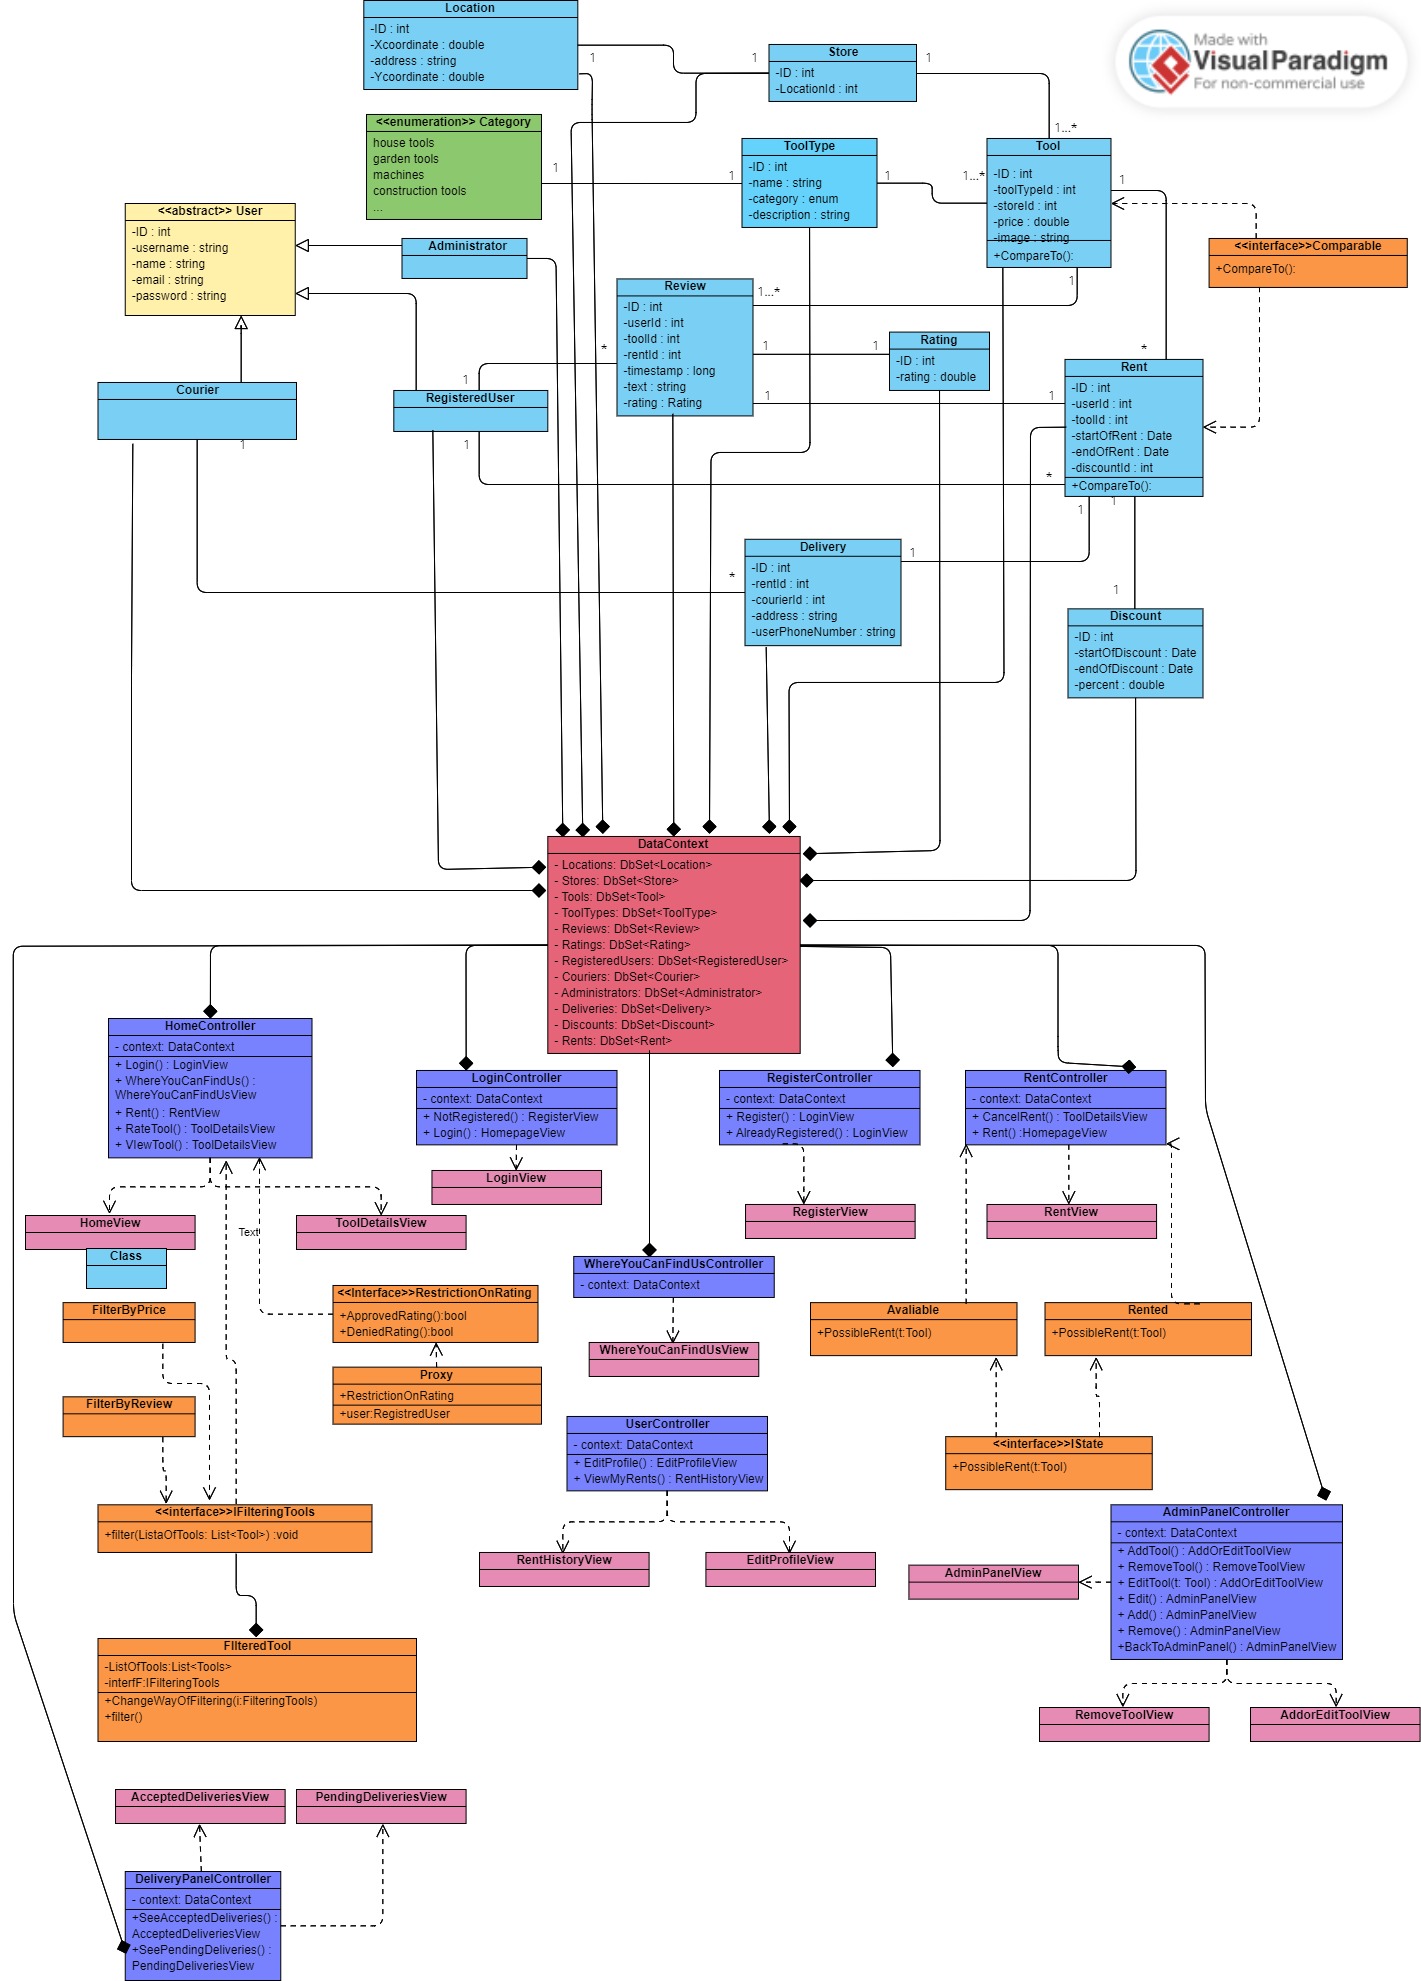 Location
-ID : int
-Xcoordinate : double
-address : string
-Ycoordinate : double
1
1
Store
-ID : int
-LocationId : int
1
Made with
VisualParadigm
For non-commercial use
<<enumeration>> Category
house tools
garden tools
machines
construction tools
...
1
1
ToolType
-ID : int
-name : string
-category : enum
-description : string
1
1...*
1...*
Tool
-ID : int
-toolTypeId : int
-storeId : int
-price : double
-image : string
+CompareTo():
1
1
<<interface>>Comparable
+CompareTo():
<<abstract>> User
-ID : int
-username : string
-name : string
-email : string
-password : string
Administrator
Courier
1
RegisteredUser
1
1
Review
-ID : int
-userId : int
-toolId : int
-rentId : int
-timestamp : long
-text : string
-rating : Rating
1...*
*
1
1
1
Rating
-ID : int
-rating : double
*
1
Rent
-ID : int
-userId : int
-toolId : int
-startOfRent : Date
-endOfRent : Date
-discountId : int
+CompareTo():
*
1
1
Delivery
-ID : int
-rentId : int
-courierId : int
-address : string
-userPhoneNumber : string
1
*
1
Discount
-ID : int
-startOfDiscount : Date
-endOfDiscount : Date
-percent : double
DataContext
- Locations: DbSet<Location>
- Stores: DbSet<Store>
- Tools: DbSet<Tool>
- ToolTypes: DbSet<ToolType>
- Reviews: DbSet<Review>
- Ratings: DbSet<Rating>
- RegisteredUsers: DbSet<RegisteredUser>
- Couriers: DbSet<Courier>
- Administrators: DbSet<Administrator>
- Deliveries: DbSet<Delivery>
- Discounts: DbSet<Discount>
- Rents: DbSet<Rent>
HomeController
- context: DataContext
+ Login() : LoginView
+ WhereYouCanFindUs() :
WhereYouCanFindUsView
+ Rent() : RentView
+ RateTool() : ToolDetailsView
+ VIewTool() : ToolDetailsView
LoginController
- context: DataContext
+ NotRegistered() : RegisterView
+ Login() : HomepageView
RegisterController
- context: DataContext
+ Register() : LoginView
+ AlreadyRegistered() : LoginView
RentController
- context: DataContext
+ CancelRent() : ToolDetailsView
+ Rent() :HomepageView
LoginView
RegisterView
RentView
HomeView
Text
ToolDetailsView
Class
WhereYouCanFindUsController
- context: DataContext
WhereYouCanFindUsView
FilterByPrice
FilterByReview
<<Interface>>RestrictionOnRating
+ApprovedRating():bool
+DeniedRating():bool
Proxy
+RestrictionOnRating
+user:RegistredUser
Avaliable
+PossibleRent(t:Tool)
Rented
+PossibleRent(t:Tool)
<<interface>>IState
+PossibleRent(t:Tool)
UserController
- context: DataContext
+ EditProfile() : EditProfileView
+ ViewMyRents() : RentHistoryView
RentHistoryView
EditProfileView
<<interface>>IFilteringTools
+filter(ListaOfTools: List<Tool>) :void
FIlteredTool
-ListOfTools:List<Tools>
-interfF:IFilteringTools
+ChangeWayOfFiltering(i:FilteringTools)
+filter()
AdminPanelView
AdminPanelController
- context: DataContext
+ AddTool() : AddOrEditToolView
+ RemoveTool() : RemoveToolView
+ EditTool(t: Tool) : AddOrEditToolView
+ Edit() : AdminPanelView
+ Add() : AdminPanelView
+ Remove() : AdminPanelView
+BackToAdminPanel() : AdminPanelView
RemoveToolView
AddorEditToolView
AcceptedDeliveriesView
PendingDeliveriesView
DeliveryPanelController
- context: DataContext
+SeeAcceptedDeliveries() :
AcceptedDeliveriesView
+SeePendingDeliveries() :
PendingDeliveriesView